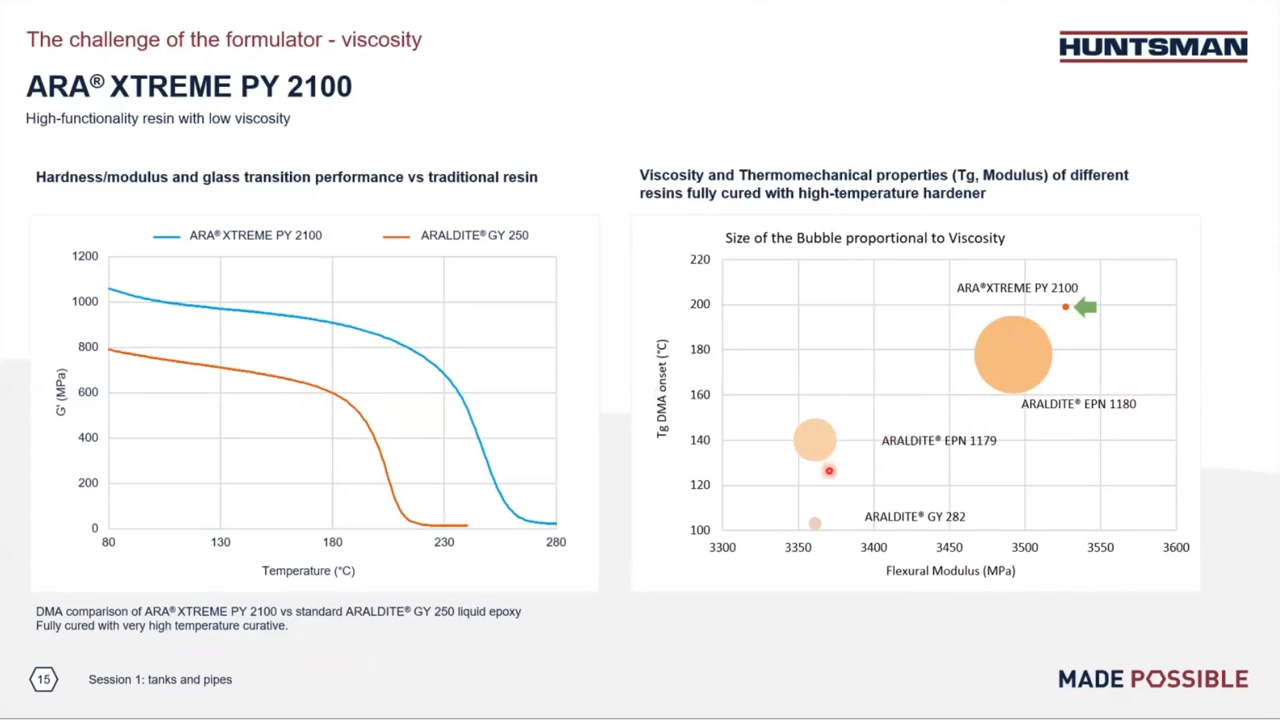 The challenge of the formulator - viscosity
HUNTSMAN
ARA® XTREME PY 2100
High-functionality resin with low viscosity
Hardness/modulus and glass transition performance vs traditional resin
ARA® XTREME PY 2100
ARALDITE® GY 250
1200
1000
800
600
400
200
0
G' (MPa)
80 130 180 230 280
Temperature (°C)
DMA comparison of ARA® XTREME PY 2100 vs standard ARALDITE® GY 250 liquid epoxy
Fully cured with very high temperature curative.
Viscosity and Thermomechanical properties (Tg, Modulus) of different
resins fully cured with high-temperature hardener
Size of the Bubble proportional to Viscosity
220
200
180
160
140
120
100
Tg DMA onset (°C)
ARA®XTREME PY 2100
ARALDITE® EPN 1180
ARALDITE® EPN 1179
ARALDITE® GY 282
3300 3350 3400 3450 3500 3550 3600
Flexural Modulus (MPa)
15
Session 1: tanks and pipes
MADE POSSIBLE